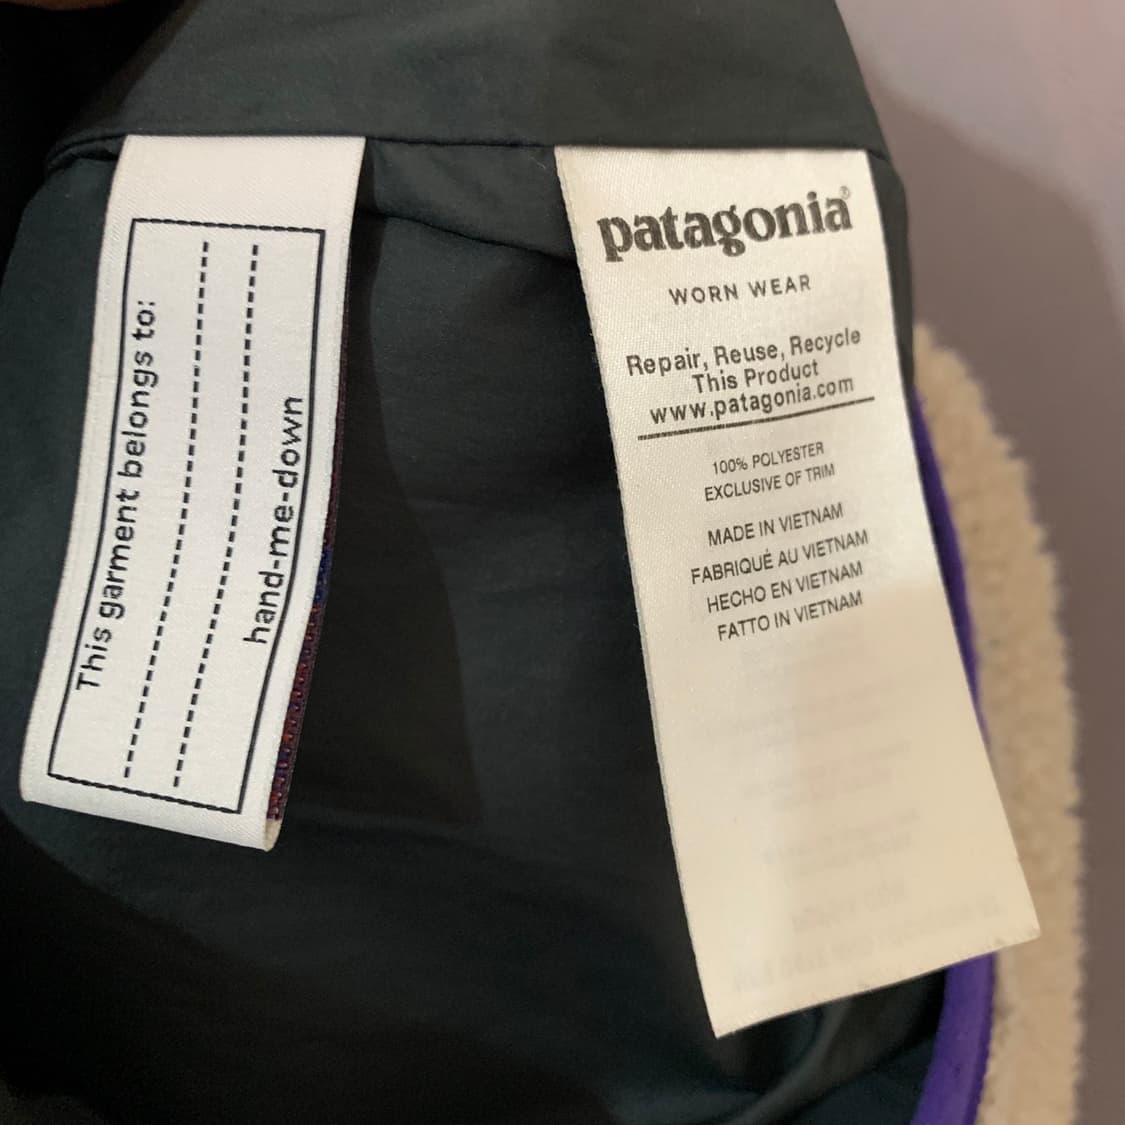 This garment belongs to:
hand-me-down
patagonia®
WORN WEAR
Repair, Reuse, Recycle
This Product
www.patagonia.com
100% POLYESTER
EXCLUSIVE OF TRIM
MADE IN VIETNAM
FABRIQUÉ AU VIETNAM
HECHO EN VIETNAM
FATTO IN VIETNAM